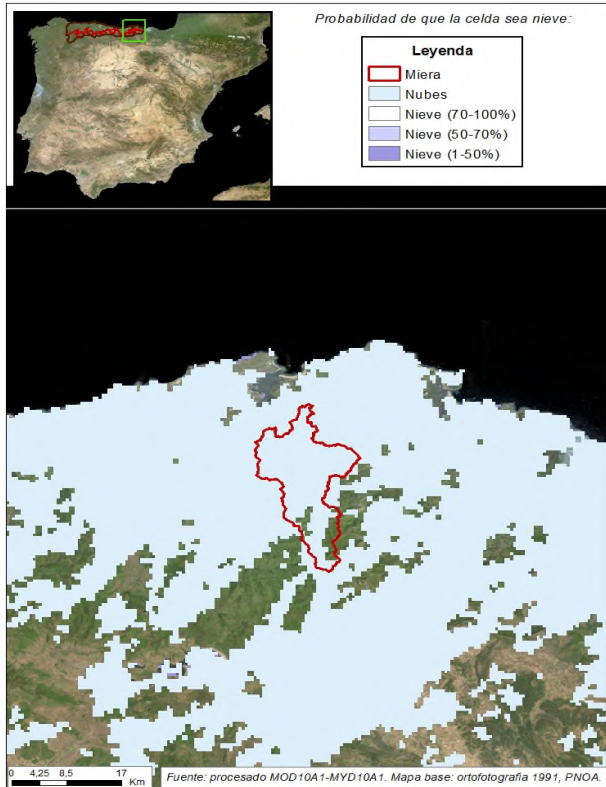 Probabilidad de que la celda sea nieve:
Leyenda
Miera
Nubes
Nieve (70-100%)
Nieve (50-70%)
Nieve (1-50%)
0 4,25 8,5 17
Km
Fuente: procesado MOD10A1-MYD10A1. Mapa base: ortofotografia 1991, PNOA.